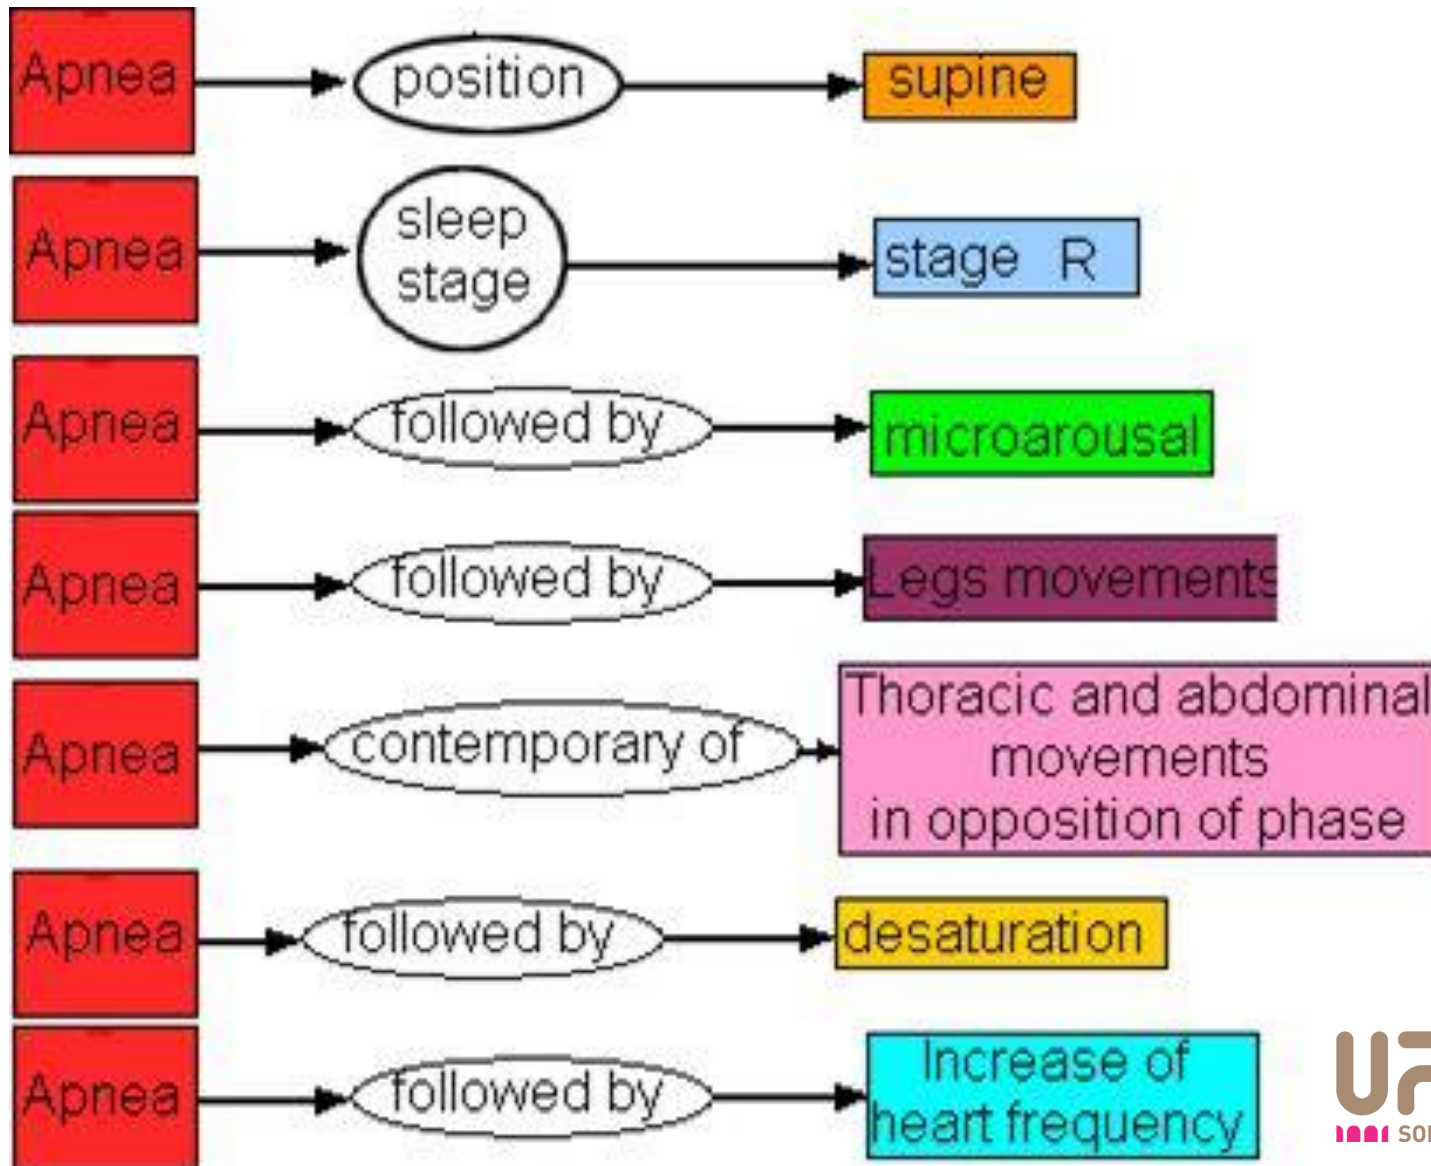 Apnea position supine
Apnea sleep
stage stage R
Apnea followed by microarousal
Apnea followed by Legs movements
Apnea contemporary of Thoracic and abdominal
movements
in opposition of phase
Apnea followed by desaturation
Apnea followed by Increase of
heart frequency